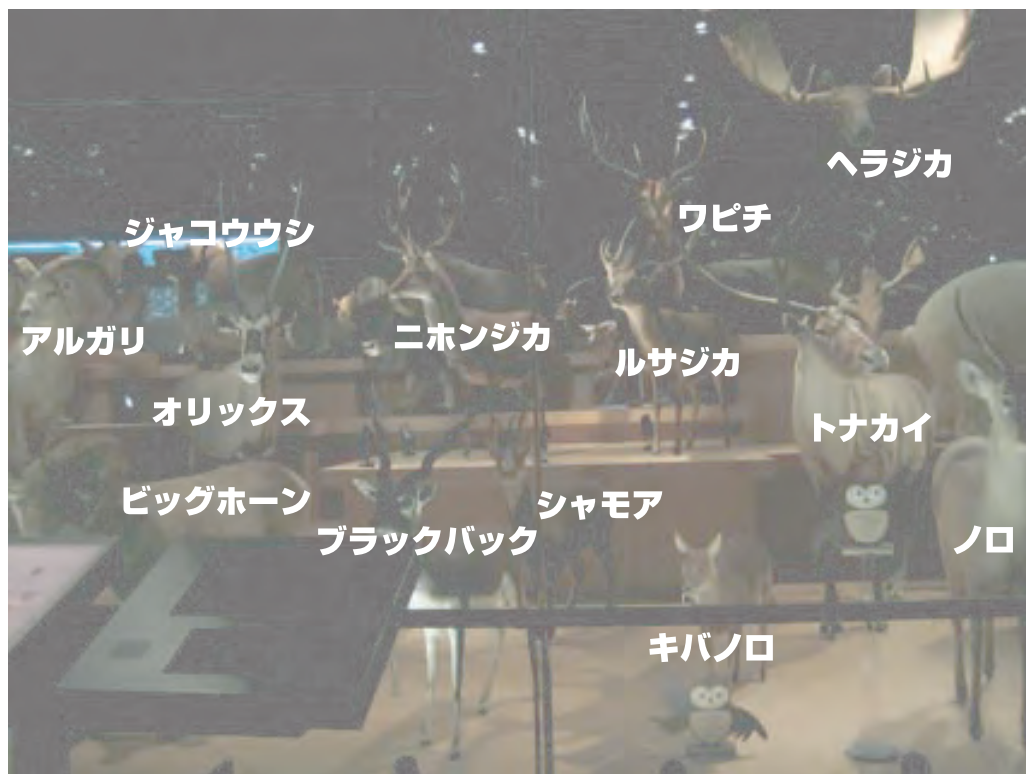 ヘラジカ
ワピチ
ジャコウウシ
アルガリ
ニホンジカ
ルサジカ
オリックス
トナカイ
ビッグホーン
シャモア
ブラックバック
ノロ
キバノロ